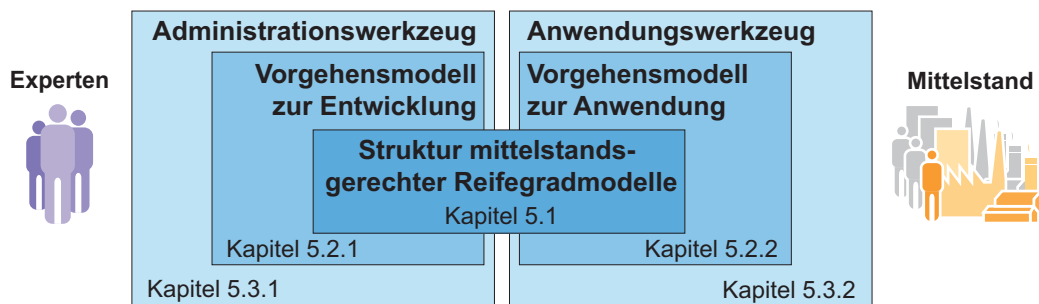 Experten
Administrationswerkzeug
Vorgehensmodell
zur Entwicklung
Kapitel 5.2.1
Kapitel 5.3.1
Struktur mittelstands-
gerechter Reifegradmodelle
Kapitel 5.1
Anwendungswerkzeug
Vorgehensmodell
zur Anwendung
Kapitel 5.2.2
Kapitel 5.3.2
Mittelstand